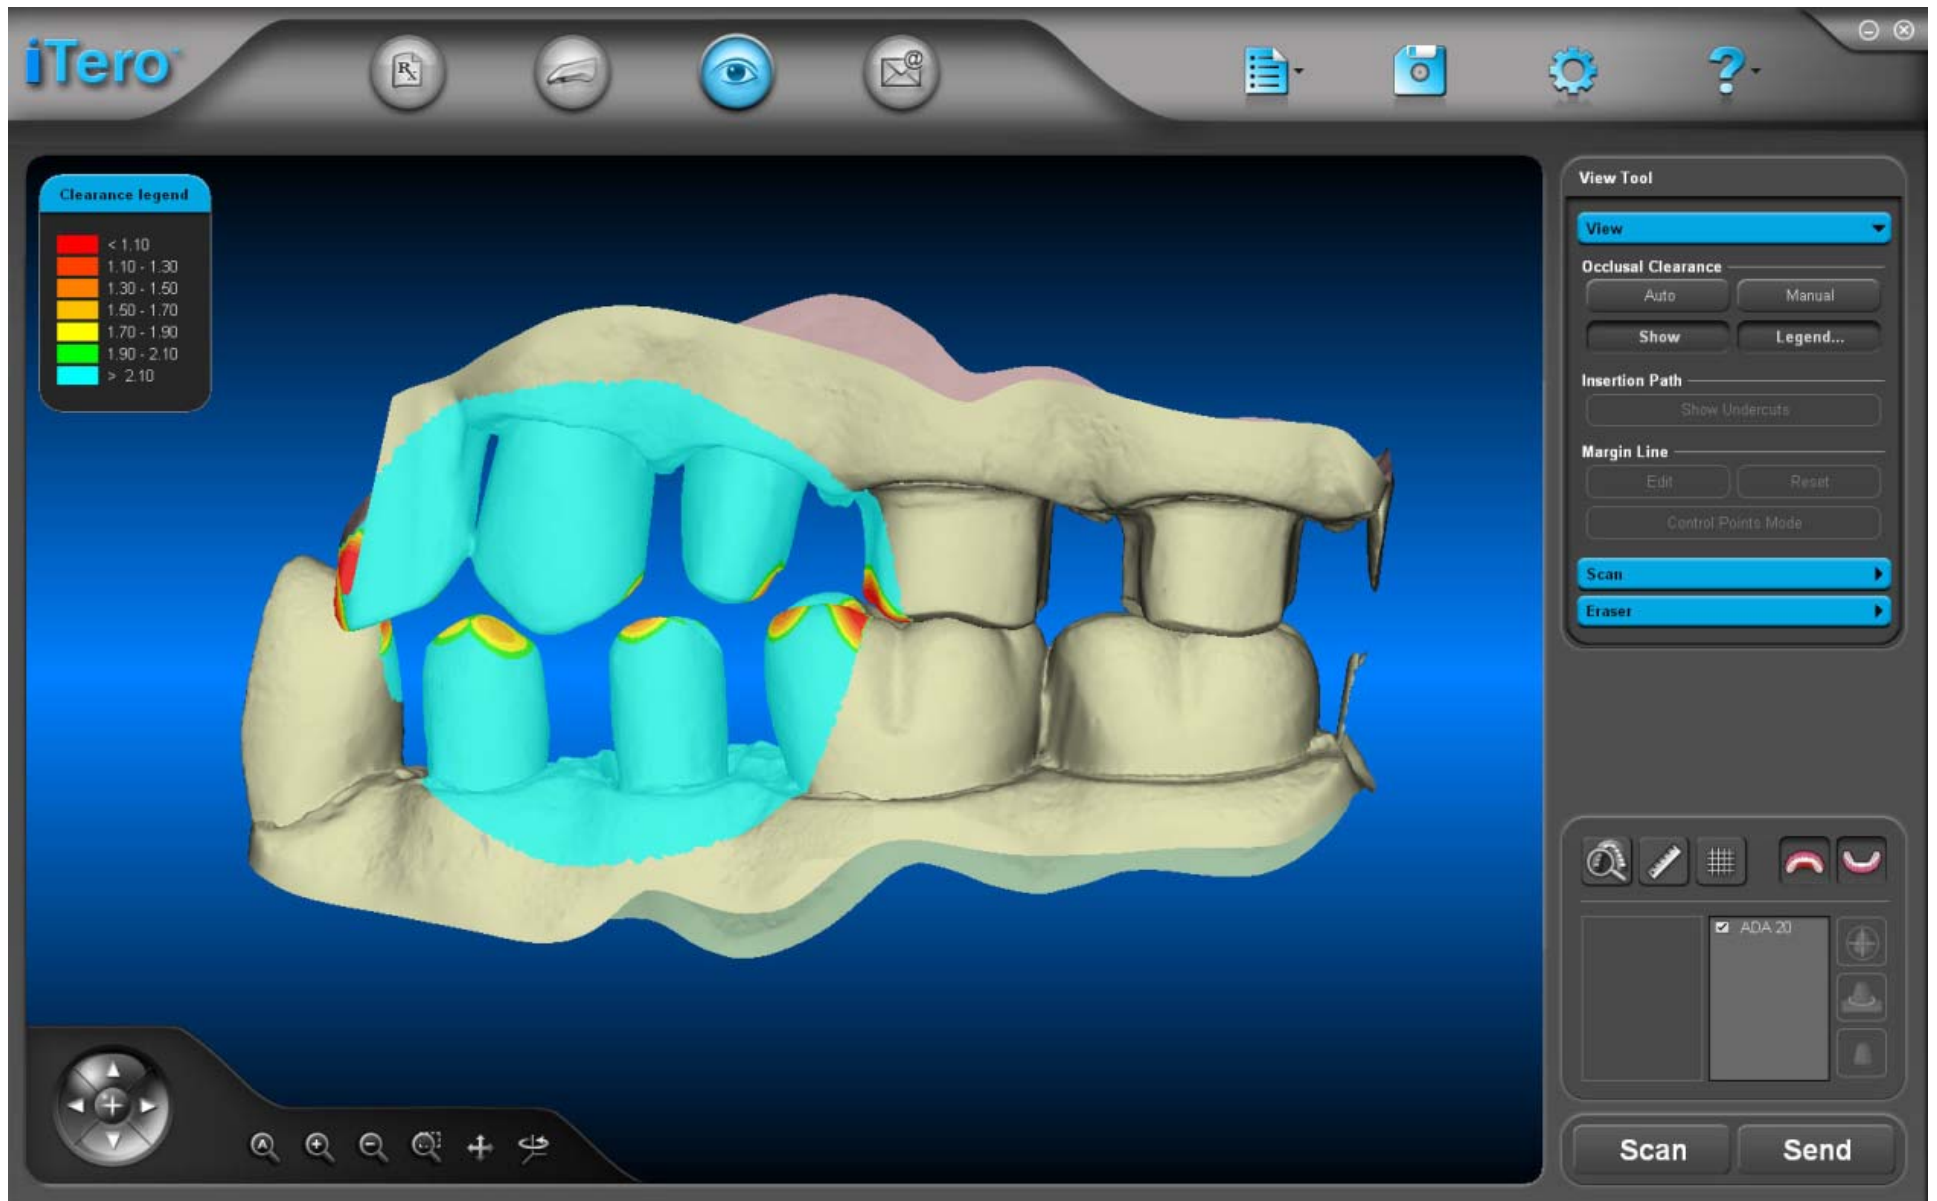 iTero™
Clearance legend
< 1.10
1.10 - 1.30
1.30 - 1.50
1.50 - 1.70
1.70 - 1.90
1.90 - 2.10
> 2.10
View Tool
View
Occlusal Clearance
Auto Manual
Show Legend...
Insertion Path
Show Undercuts
Margin Line
Edit Reset
Control Points Mode
Scan
Eraser
ADA 20
Scan Send